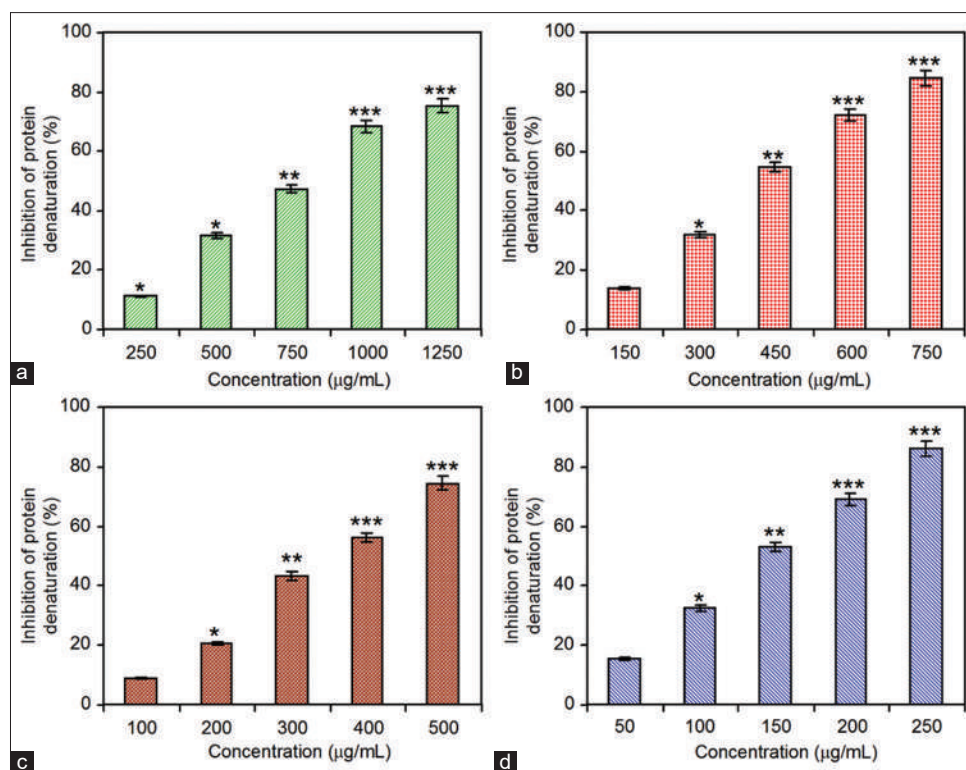 100
80
60
40
20
0
Inhibition of protein
denaturation (%)
*
*
**
***
***
250 500 750 1000 1250
Concentration (µg/mL)
a
100
80
60
40
20
0
Inhibition of protein
denaturation (%)
*
**
***
***
150 300 450 600 750
Concentration (µg/mL)
b
100
80
60
40
20
0
Inhibition of protein
denaturation (%)
*
**
***
***
100 200 300 400 500
Concentration (µg/mL)
c
100
80
60
40
20
0
Inhibition of protein
denaturation (%)
*
**
***
***
50 100 150 200 250
Concentration (µg/mL)
d